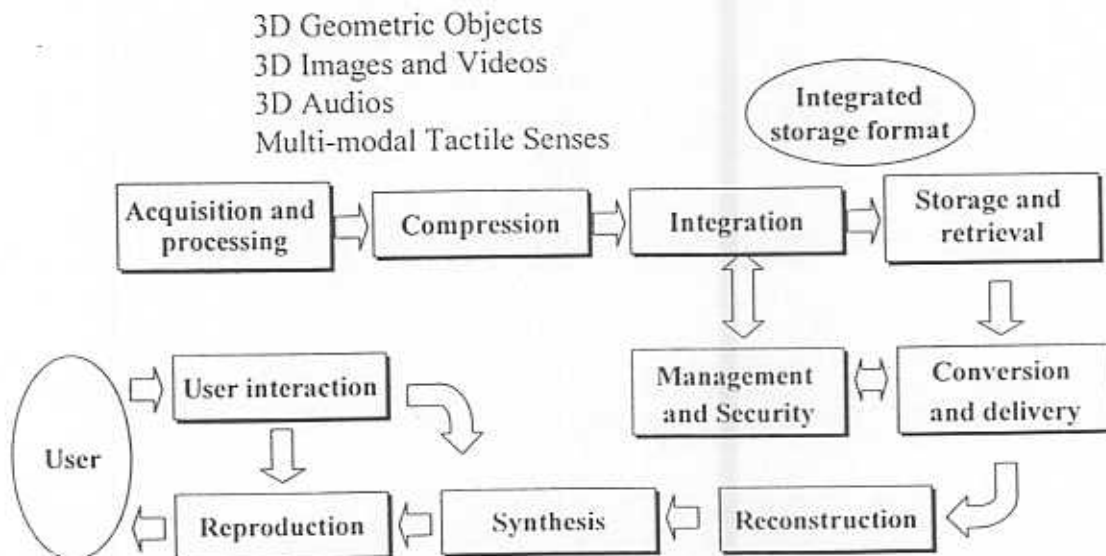 3D Geometric Objects
3D Images and Videos
3D Audios
Multi-modal Tactile Senses
Integrated
storage format
Acquisition and
processing
Compression
Integration
Storage and
retrieval
User interaction
Management
and Security
Conversion
and delivery
User
Reproduction
Synthesis
Reconstruction